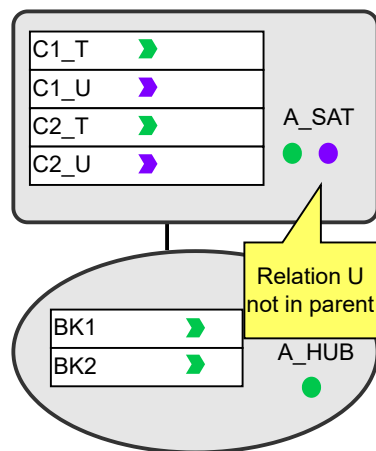 C1_T
C1_U
C2_T
C2_U
A_SAT
Relation U
not in parent
BK1
BK2
A_HUB